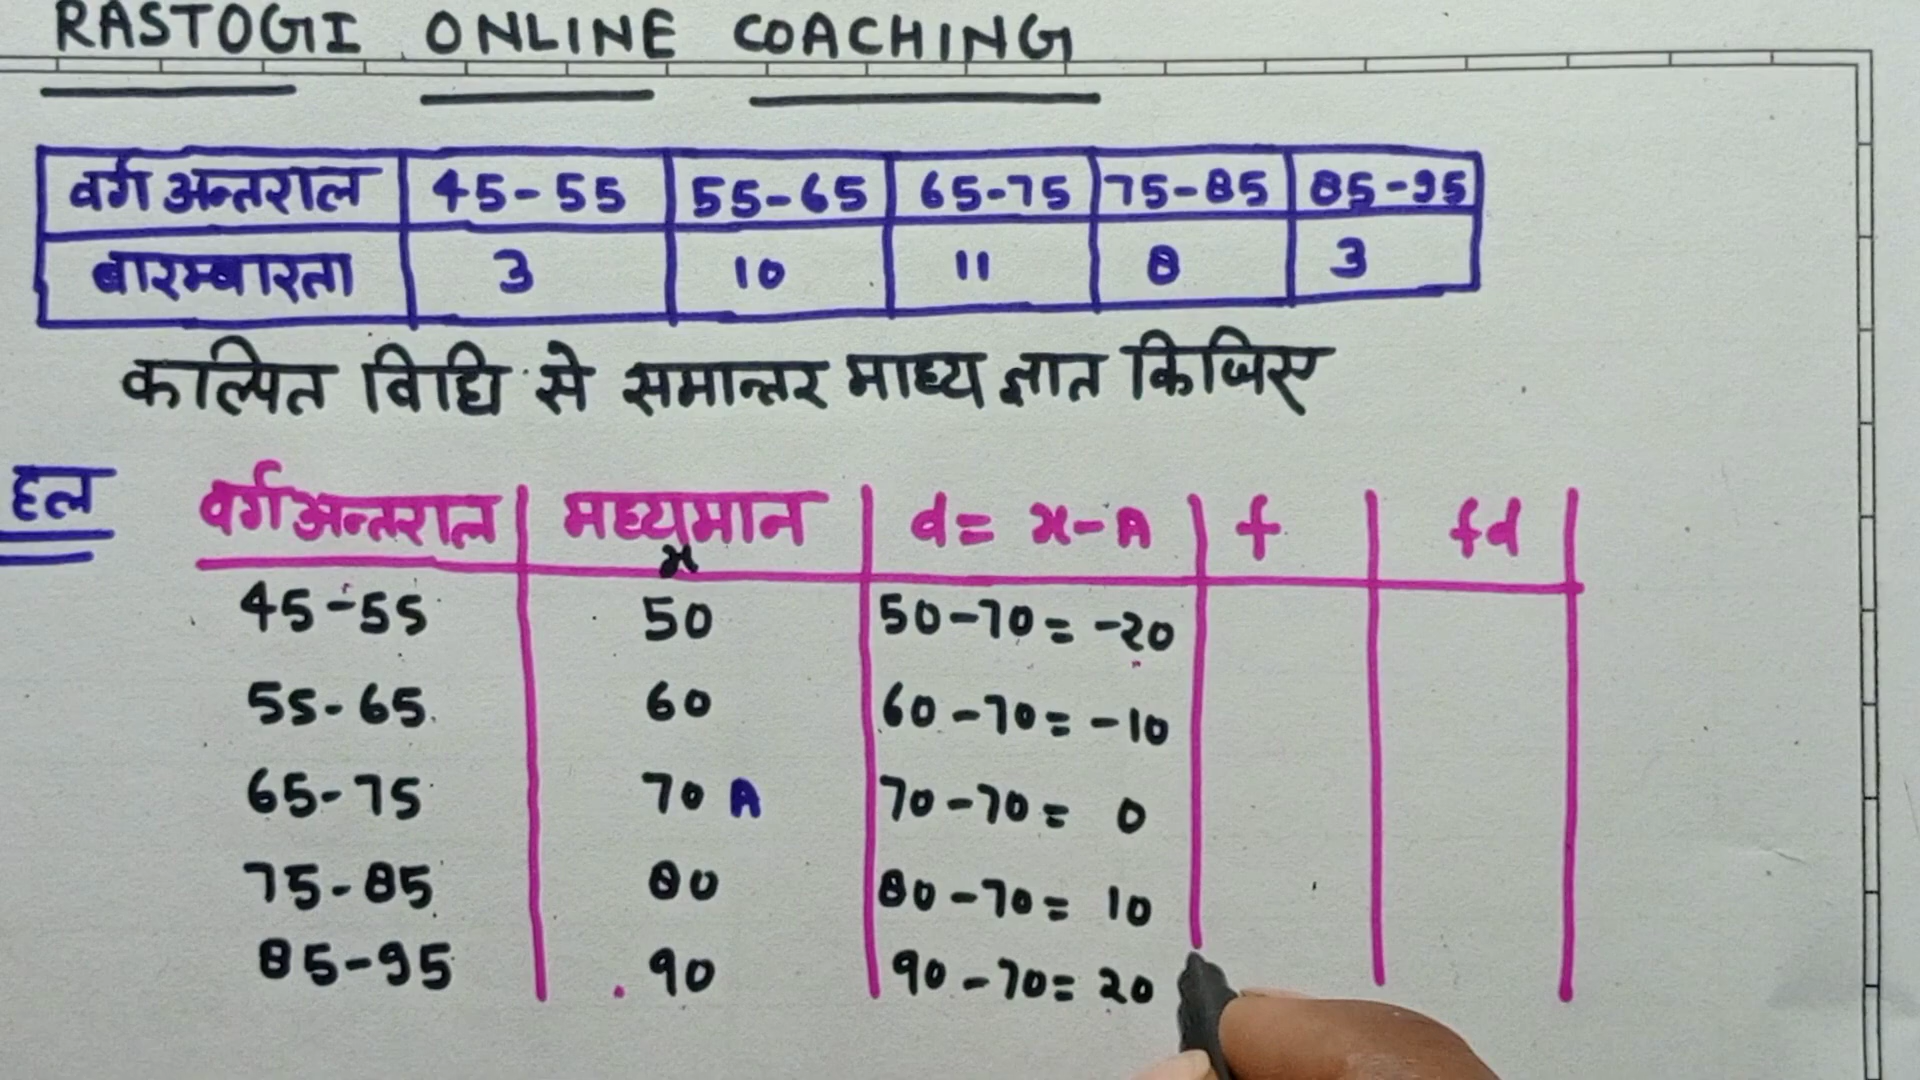 RASTOGI ONLINE COACHING
वर्ग अन्तराल 45-55 55-65 65-75 75-85 85-95
बारम्बारता 3 10 11 8 3
कल्पित विधि से समान्तर माध्य ज्ञात किजिए
हल वर्ग अन्तराल मध्यमान d= x-A f fd
x
45-55 50 50-70= -20
55-65. 60 60-70= -10
65-75 70 A 70-70= 0
75-85 80 80-70= 10
85-95 90 90-70= 20